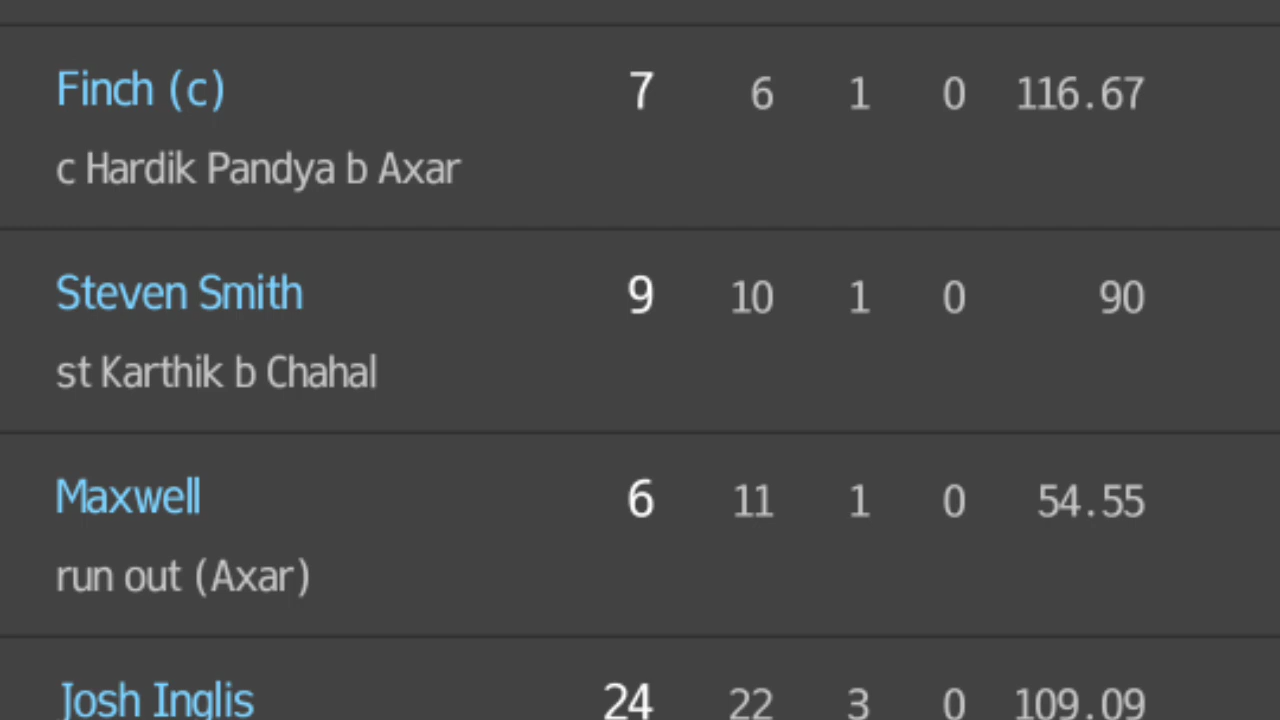 Finch (c) 7 6 1 0 116.67
c Hardik Pandya b Axar
Steven Smith 9 10 1 0 90
st Karthik b Chahal
Maxwell 6 11 1 0 54.55
run out (Axar)
Josh Inglis 24 22 3 0 109.09